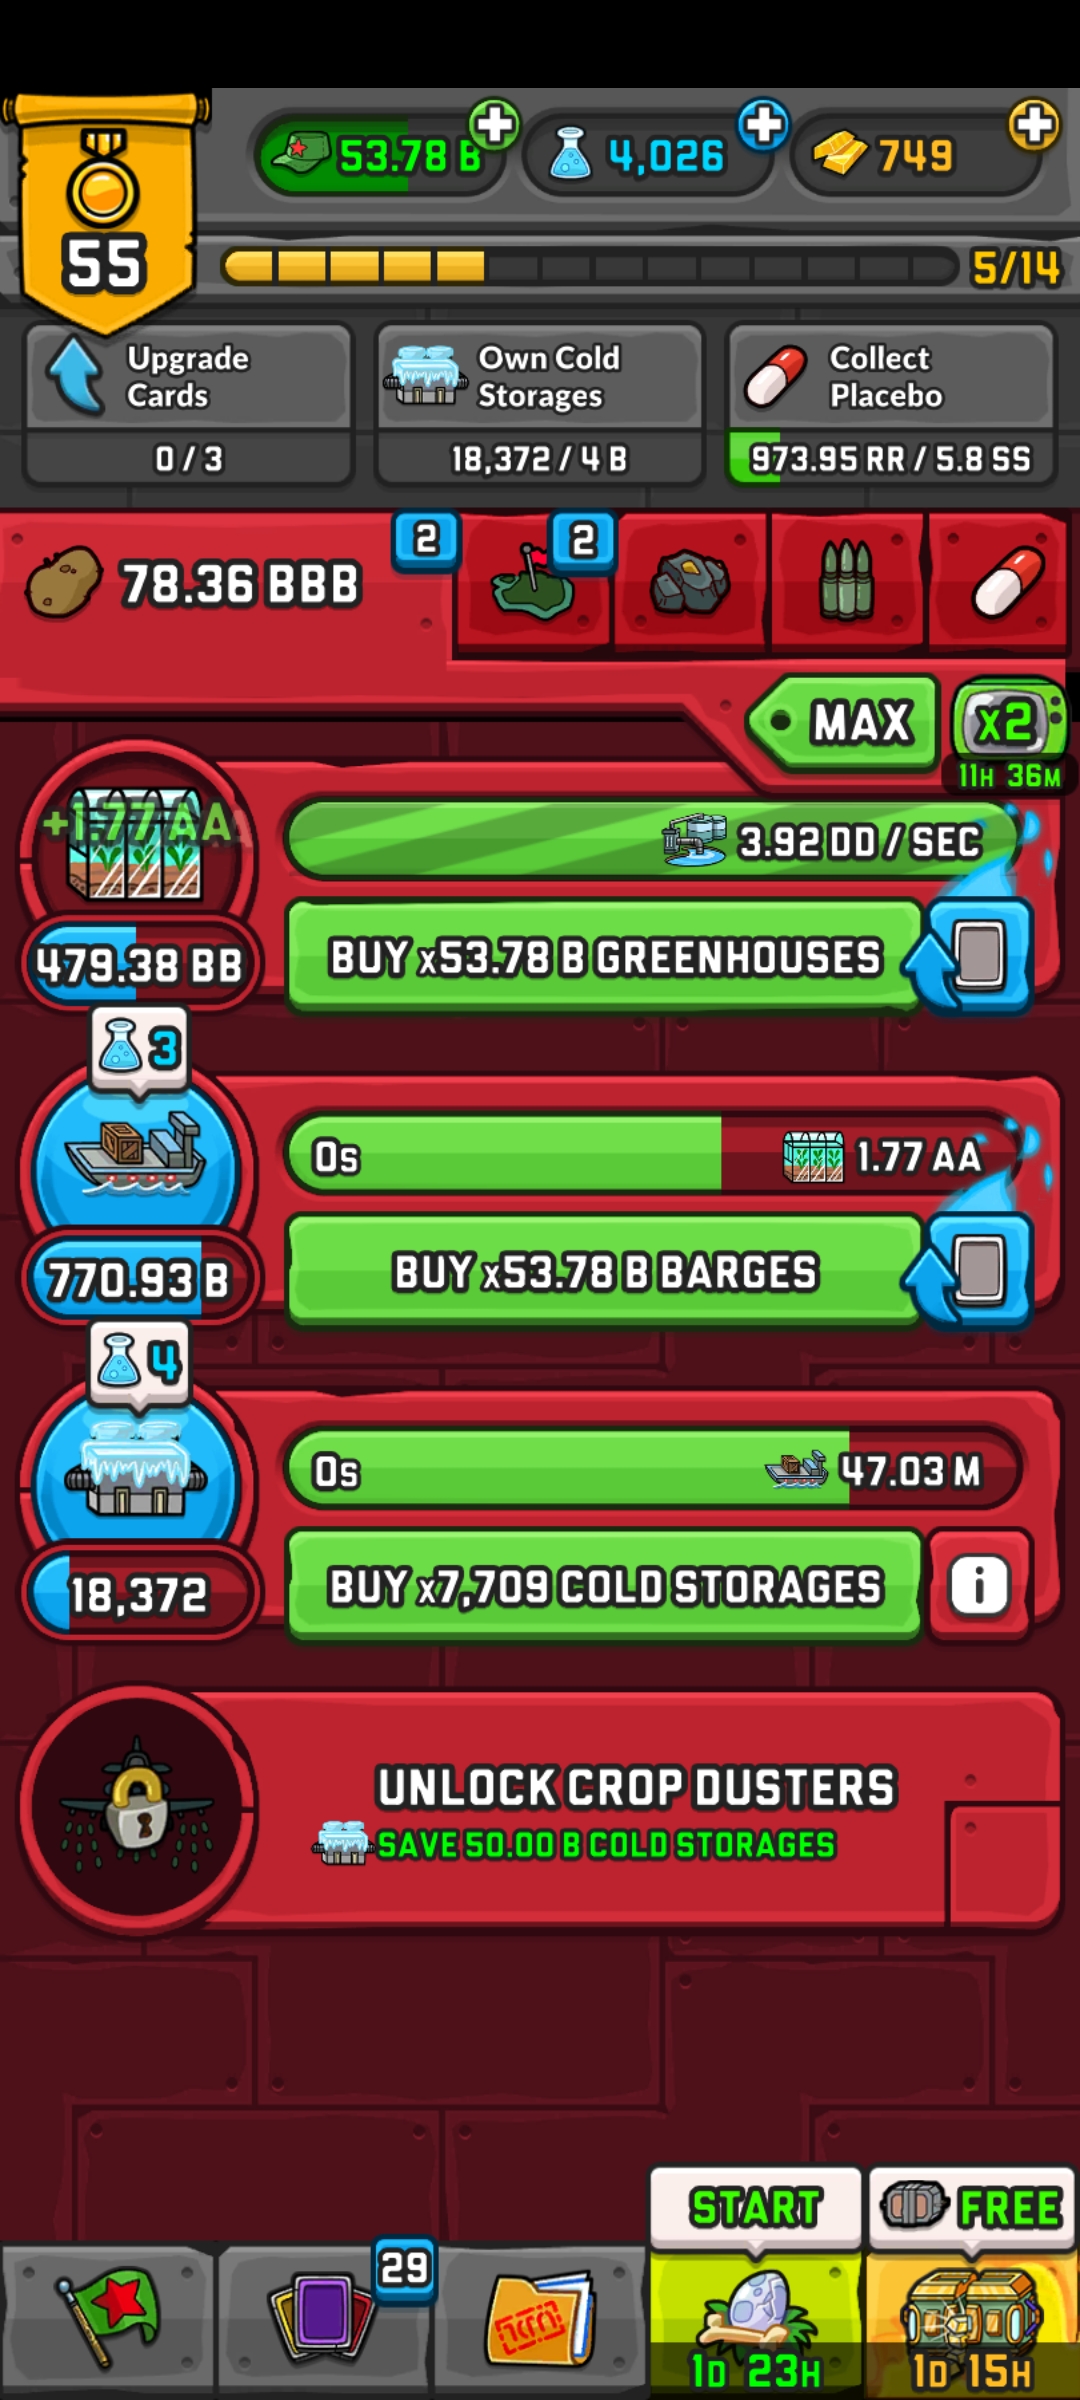 53.78 B
4,026
749
55
5/14
Upgrade Cards
0 / 3
Own Cold Storages
18,372 / 4 B
Collect Placebo
973.95 RR / 5.8 SS
78.36 BBB
2
2
MAX
x2
11H 36M
+1.77 AA
3.92 DD / SEC
479.38 BB
BUY x53.78 B GREENHOUSES
3
0s
1.77 AA
770.93 B
BUY x53.78 B BARGES
4
0s
47.03 M
18,372
BUY x7,709 COLD STORAGES
i
UNLOCK CROP DUSTERS
SAVE 50.00 B COLD STORAGES
START
FREE
29
1D 23H
1D 15H